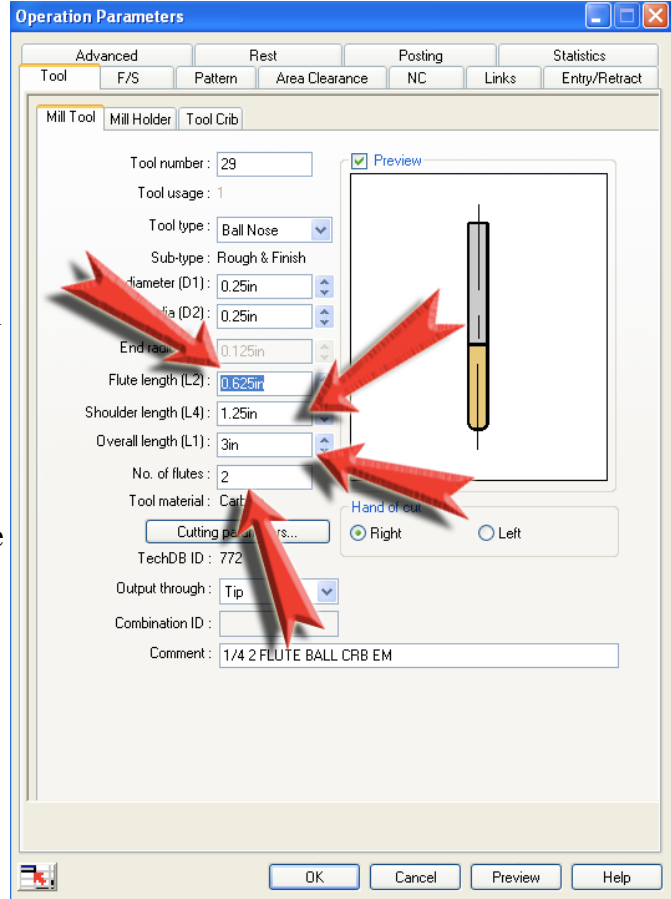 Operation Parameters
Advanced Rest Posting Statistics
Tool F/S Pattern Area Clearance NC Links Entry/Retract
Mill Tool Mill Holder Tool Crib
Tool number : 29
Preview
Tool usage : 1
Tool type : Ball Nose
Sub-type : Rough & Finish
diameter (D1) : 0.25in
(D2) : 0.25in
End 0.125in
Flute length (L2) : 0.625in
Shoulder length (L4) : 1.25in
Overall length (L1) : 3in
No. of flutes : 2
Tool material :
Hand of cut
Cutting
Right Left
TechDB ID : 772
Output through : Tip
Combination ID :
Comment : 1/4 2 FLUTE BALL CRB EM
OK Cancel Preview Help